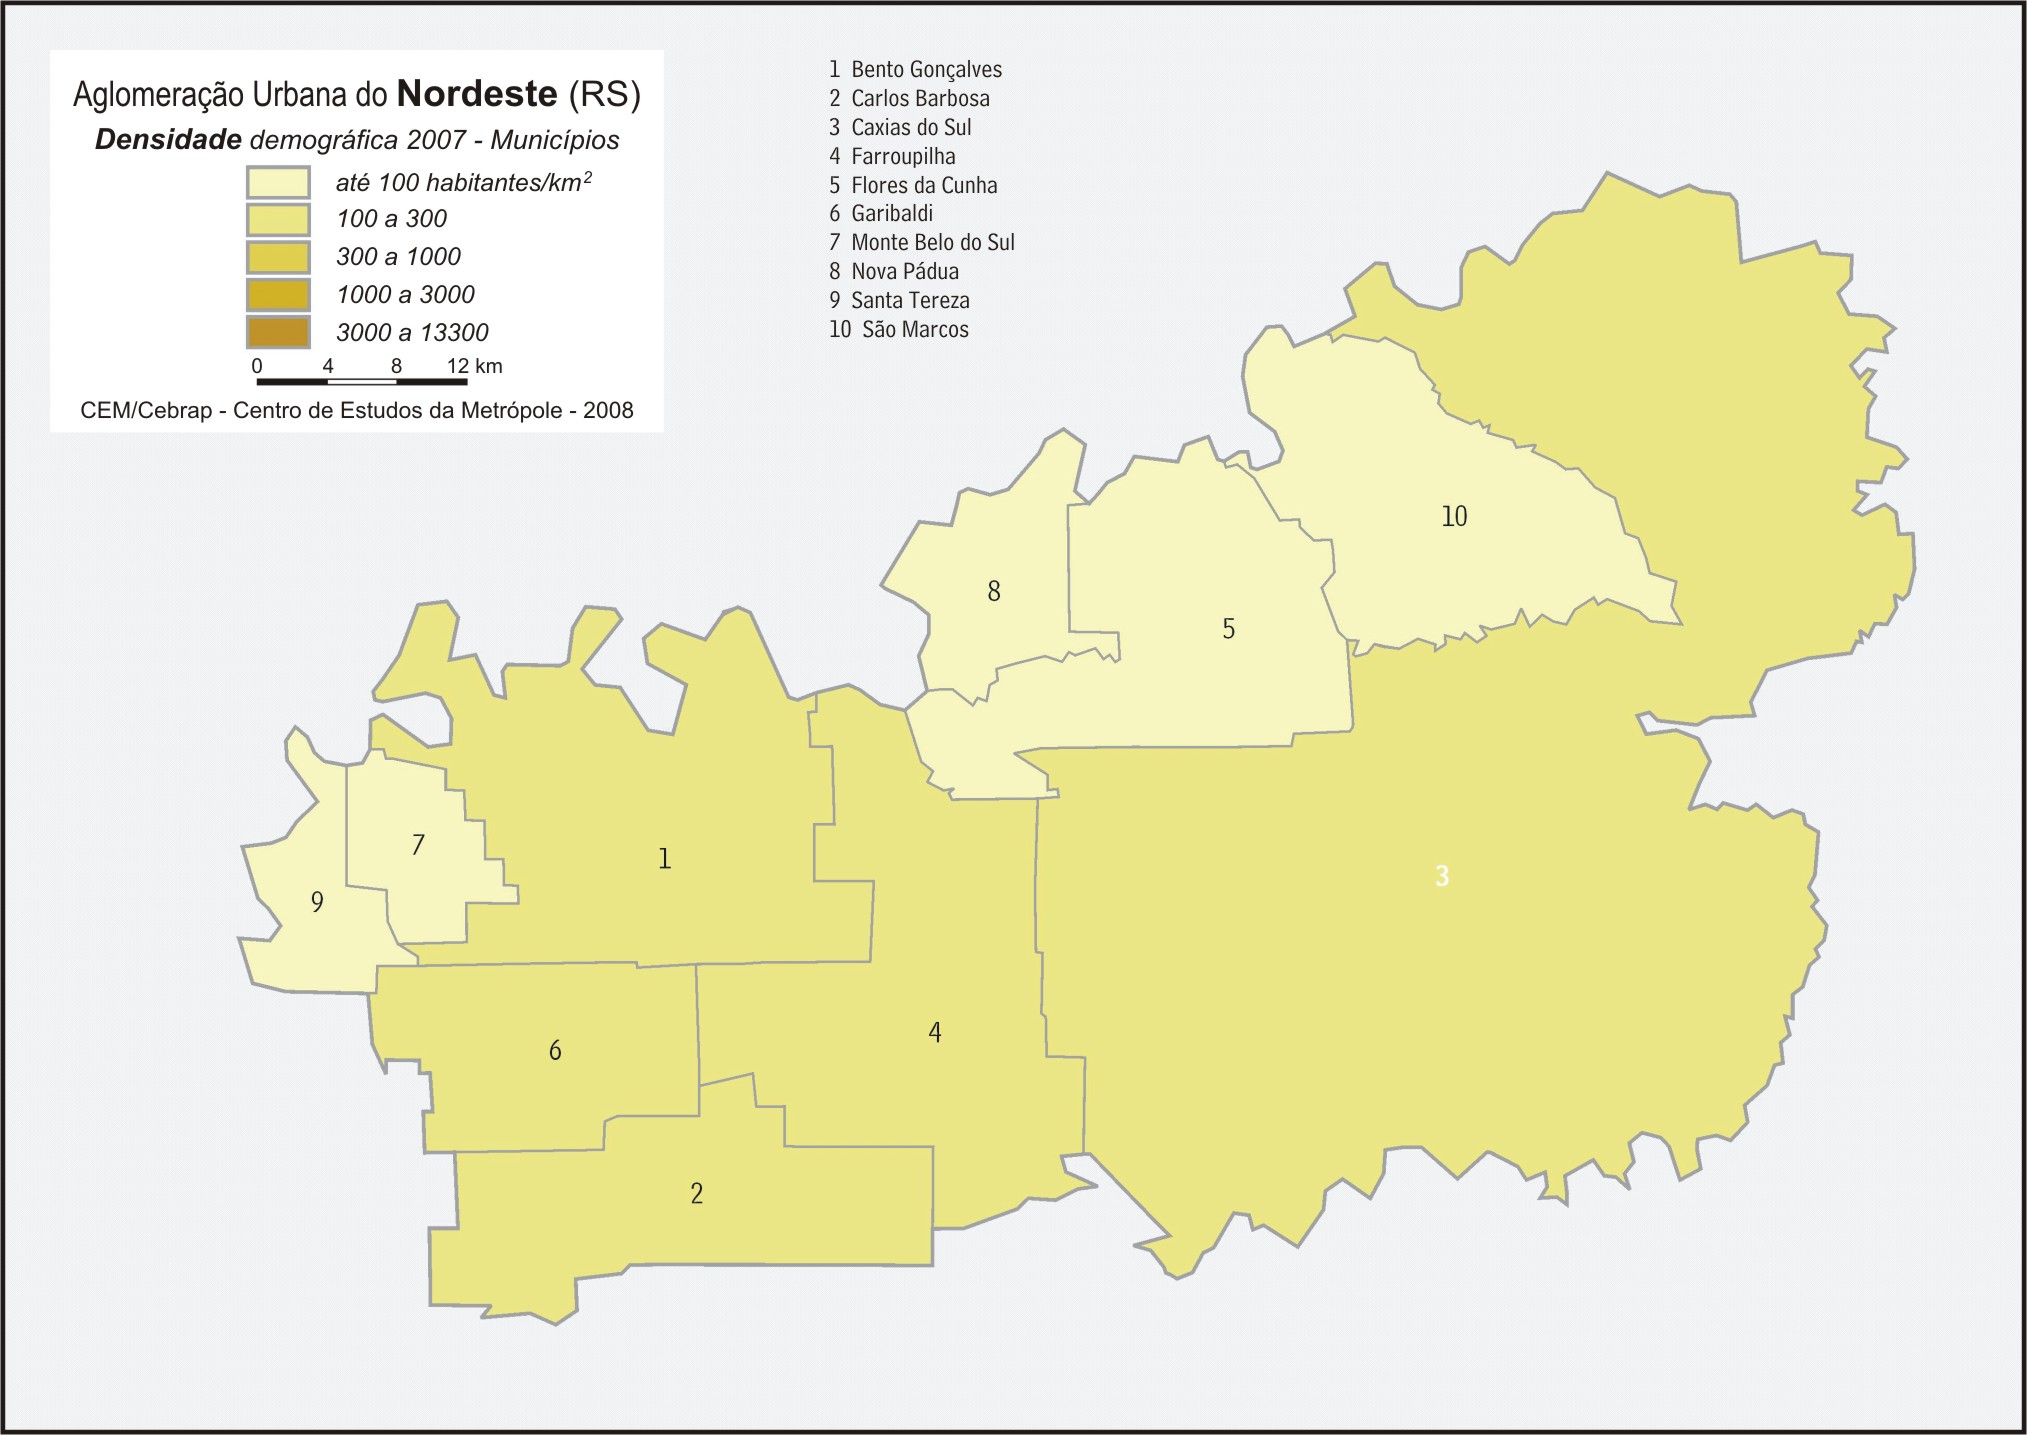 Aglomeração Urbana do Nordeste (RS)
Densidade demográfica 2007 - Municípios
até 100 habitantes/km²
100 a 300
300 a 1000
1000 a 3000
3000 a 13300
0 4 8 12 km
CEM/Cebrap - Centro de Estudos da Metrópole - 2008
1 Bento Gonçalves
2 Carlos Barbosa
3 Caxias do Sul
4 Farroupilha
5 Flores da Cunha
6 Garibaldi
7 Monte Belo do Sul
8 Nova Pádua
9 Santa Tereza
10 São Marcos
10
8
5
7
1
3
9
4
6
2